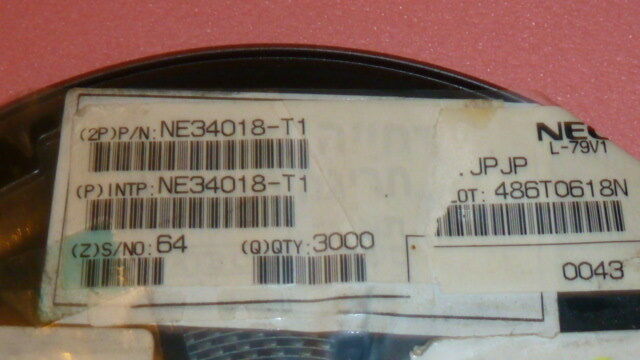 (2P)P/N: NE34018-T1
(P)INTP: NE34018-T1
(Z)S/NO: 64
(Q)QTY: 3000
NEC
L-79V1
.JPJP
LOT: 486T0618N
0043